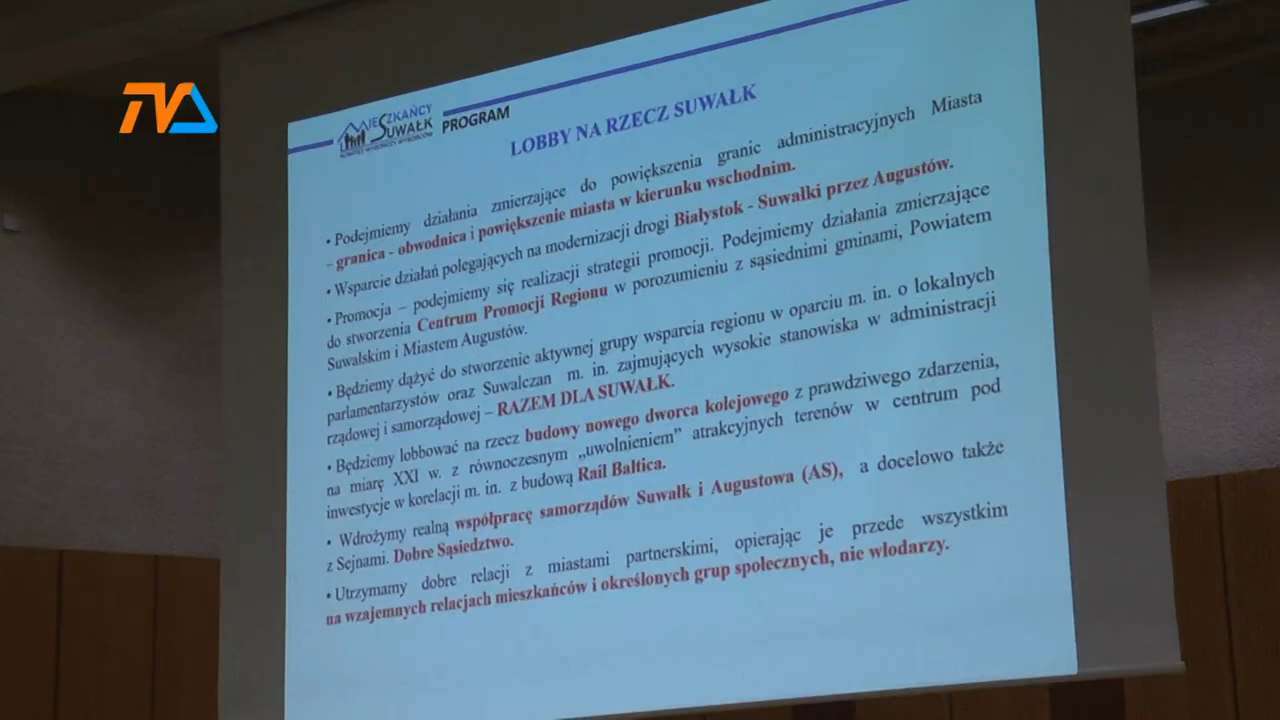 TVA
MIESZKAŃCY
SUWAŁK
KOMITET WYBORCZY WYBORCÓW
PROGRAM
LOBBY NA RZECZ SUWAŁK
• Podejmiemy działania zmierzające do powiększenia granic administracyjnych Miasta
– granica - obwodnica i powiększenie miasta w kierunku wschodnim.
• Wsparcie działań polegających na modernizacji drogi Białystok - Suwałki przez Augustów.
• Promocja – podejmiemy się realizacji strategii promocji. Podejmiemy działania zmierzające
do stworzenia Centrum Promocji Regionu w porozumieniu z sąsiednimi gminami, Powiatem
Suwalskim i Miastem Augustów.
• Będziemy dążyć do stworzenie aktywnej grupy wsparcia regionu w oparciu m. in. o lokalnych
parlamentarzystów oraz Suwalczan m. in. zajmujących wysokie stanowiska w administracji
rządowej i samorządowej – RAZEM DLA SUWAŁK.
• Będziemy lobbować na rzecz budowy nowego dworca kolejowego z prawdziwego zdarzenia,
na miarę XXI w. z równoczesnym „uwolnieniem” atrakcyjnych terenów w centrum pod
inwestycje w korelacji m. in. z budową Rail Baltica.
• Wdrożymy realną współpracę samorządów Suwałk i Augustowa (AS), a docelowo także
z Sejnami. Dobre Sąsiedztwo.
• Utrzymamy dobre relacji z miastami partnerskimi, opierając je przede wszystkim
na wzajemnych relacjach mieszkańców i określonych grup społecznych, nie włodarzy.